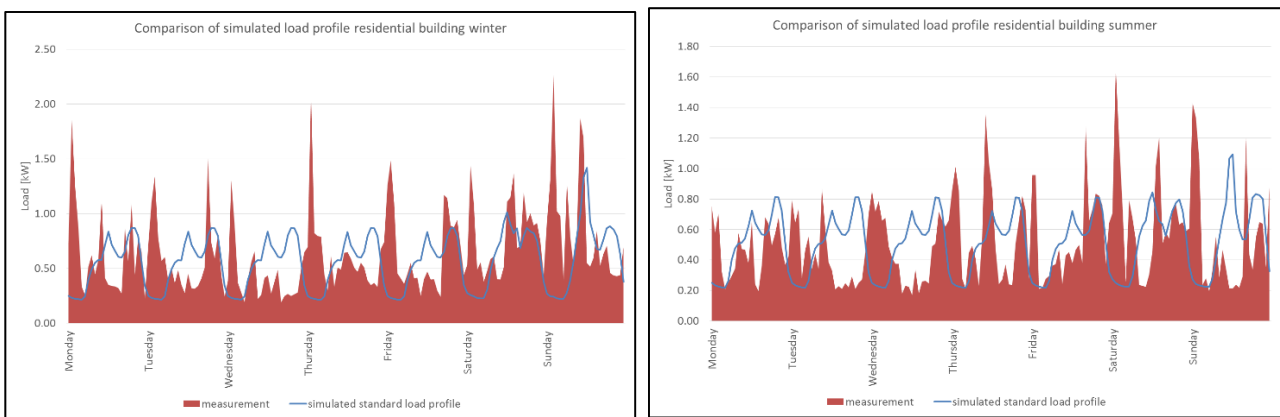 Comparison of simulated load profile residential building winter
2.50
2.00
1.50
1.00
0.50
0.00
Load [kW]
Monday
Tuesday
Wednesday
Thursday
Friday
Saturday
Sunday
measurement simulated standard load profile
Comparison of simulated load profile residential building summer
1.80
1.60
1.40
1.20
1.00
0.80
0.60
0.40
0.20
0.00
Load [kW]
Monday
Tuesday
Wednesday
Thursday
Friday
Saturday
Sunday
measurement simulated standard load profile